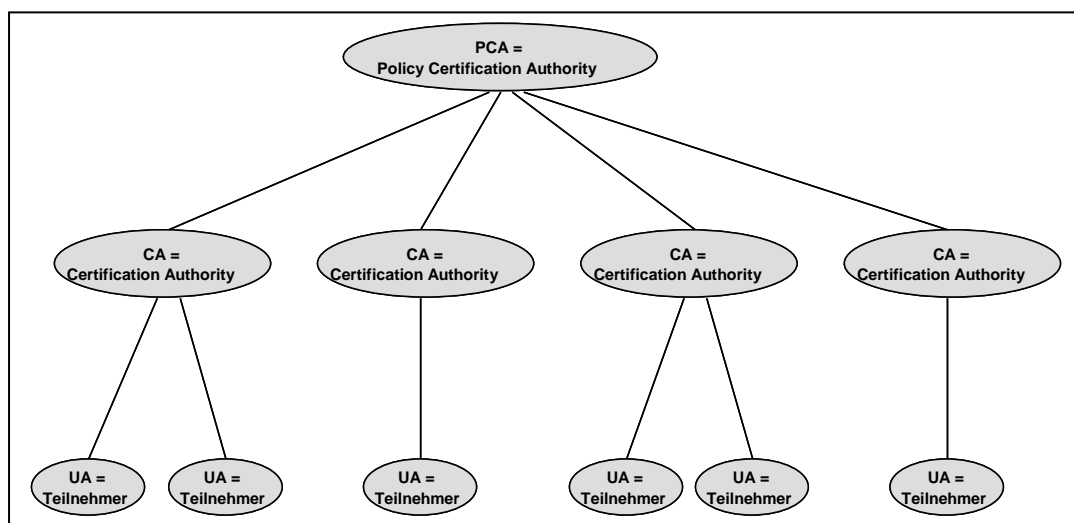 PCA =
Policy Certification Authority
CA =
Certification Authority
CA =
Certification Authority
CA =
Certification Authority
CA =
Certification Authority
UA =
Teilnehmer
UA =
Teilnehmer
UA =
Teilnehmer
UA =
Teilnehmer
UA =
Teilnehmer
UA =
Teilnehmer